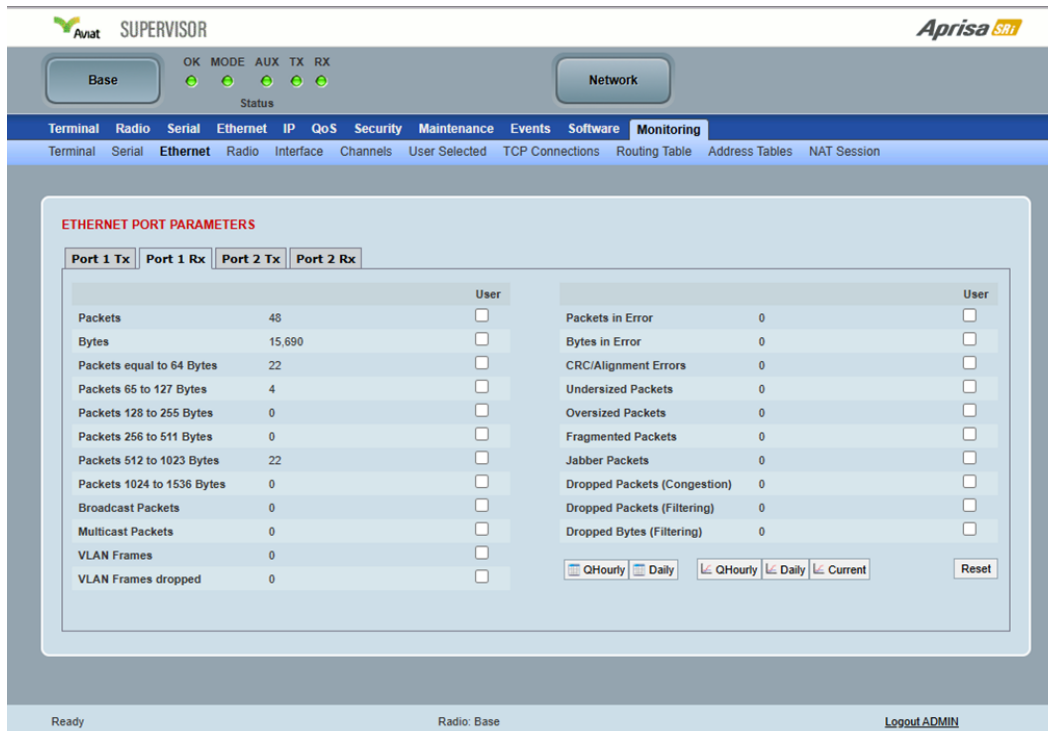 Aviat SUPERVISOR Aprisa SRi
OK MODE AUX TX RX
Base Network
Status
Terminal Radio Serial Ethernet IP QoS Security Maintenance Events Software Monitoring
Terminal Serial Ethernet Radio Interface Channels User Selected TCP Connections Routing Table Address Tables NAT Session
ETHERNET PORT PARAMETERS
Port 1 Tx Port 1 Rx Port 2 Tx Port 2 Rx
User
Packets 48
Bytes 15,690
Packets equal to 64 Bytes 22
Packets 65 to 127 Bytes 4
Packets 128 to 255 Bytes 0
Packets 256 to 511 Bytes 0
Packets 512 to 1023 Bytes 22
Packets 1024 to 1536 Bytes 0
Broadcast Packets 0
Multicast Packets 0
VLAN Frames 0
VLAN Frames dropped 0
User
Packets in Error 0
Bytes in Error 0
CRC/Alignment Errors 0
Undersized Packets 0
Oversized Packets 0
Fragmented Packets 0
Jabber Packets 0
Dropped Packets (Congestion) 0
Dropped Packets (Filtering) 0
Dropped Bytes (Filtering) 0
QHourly Daily QHourly Daily Current Reset
Ready Radio: Base Logout ADMIN